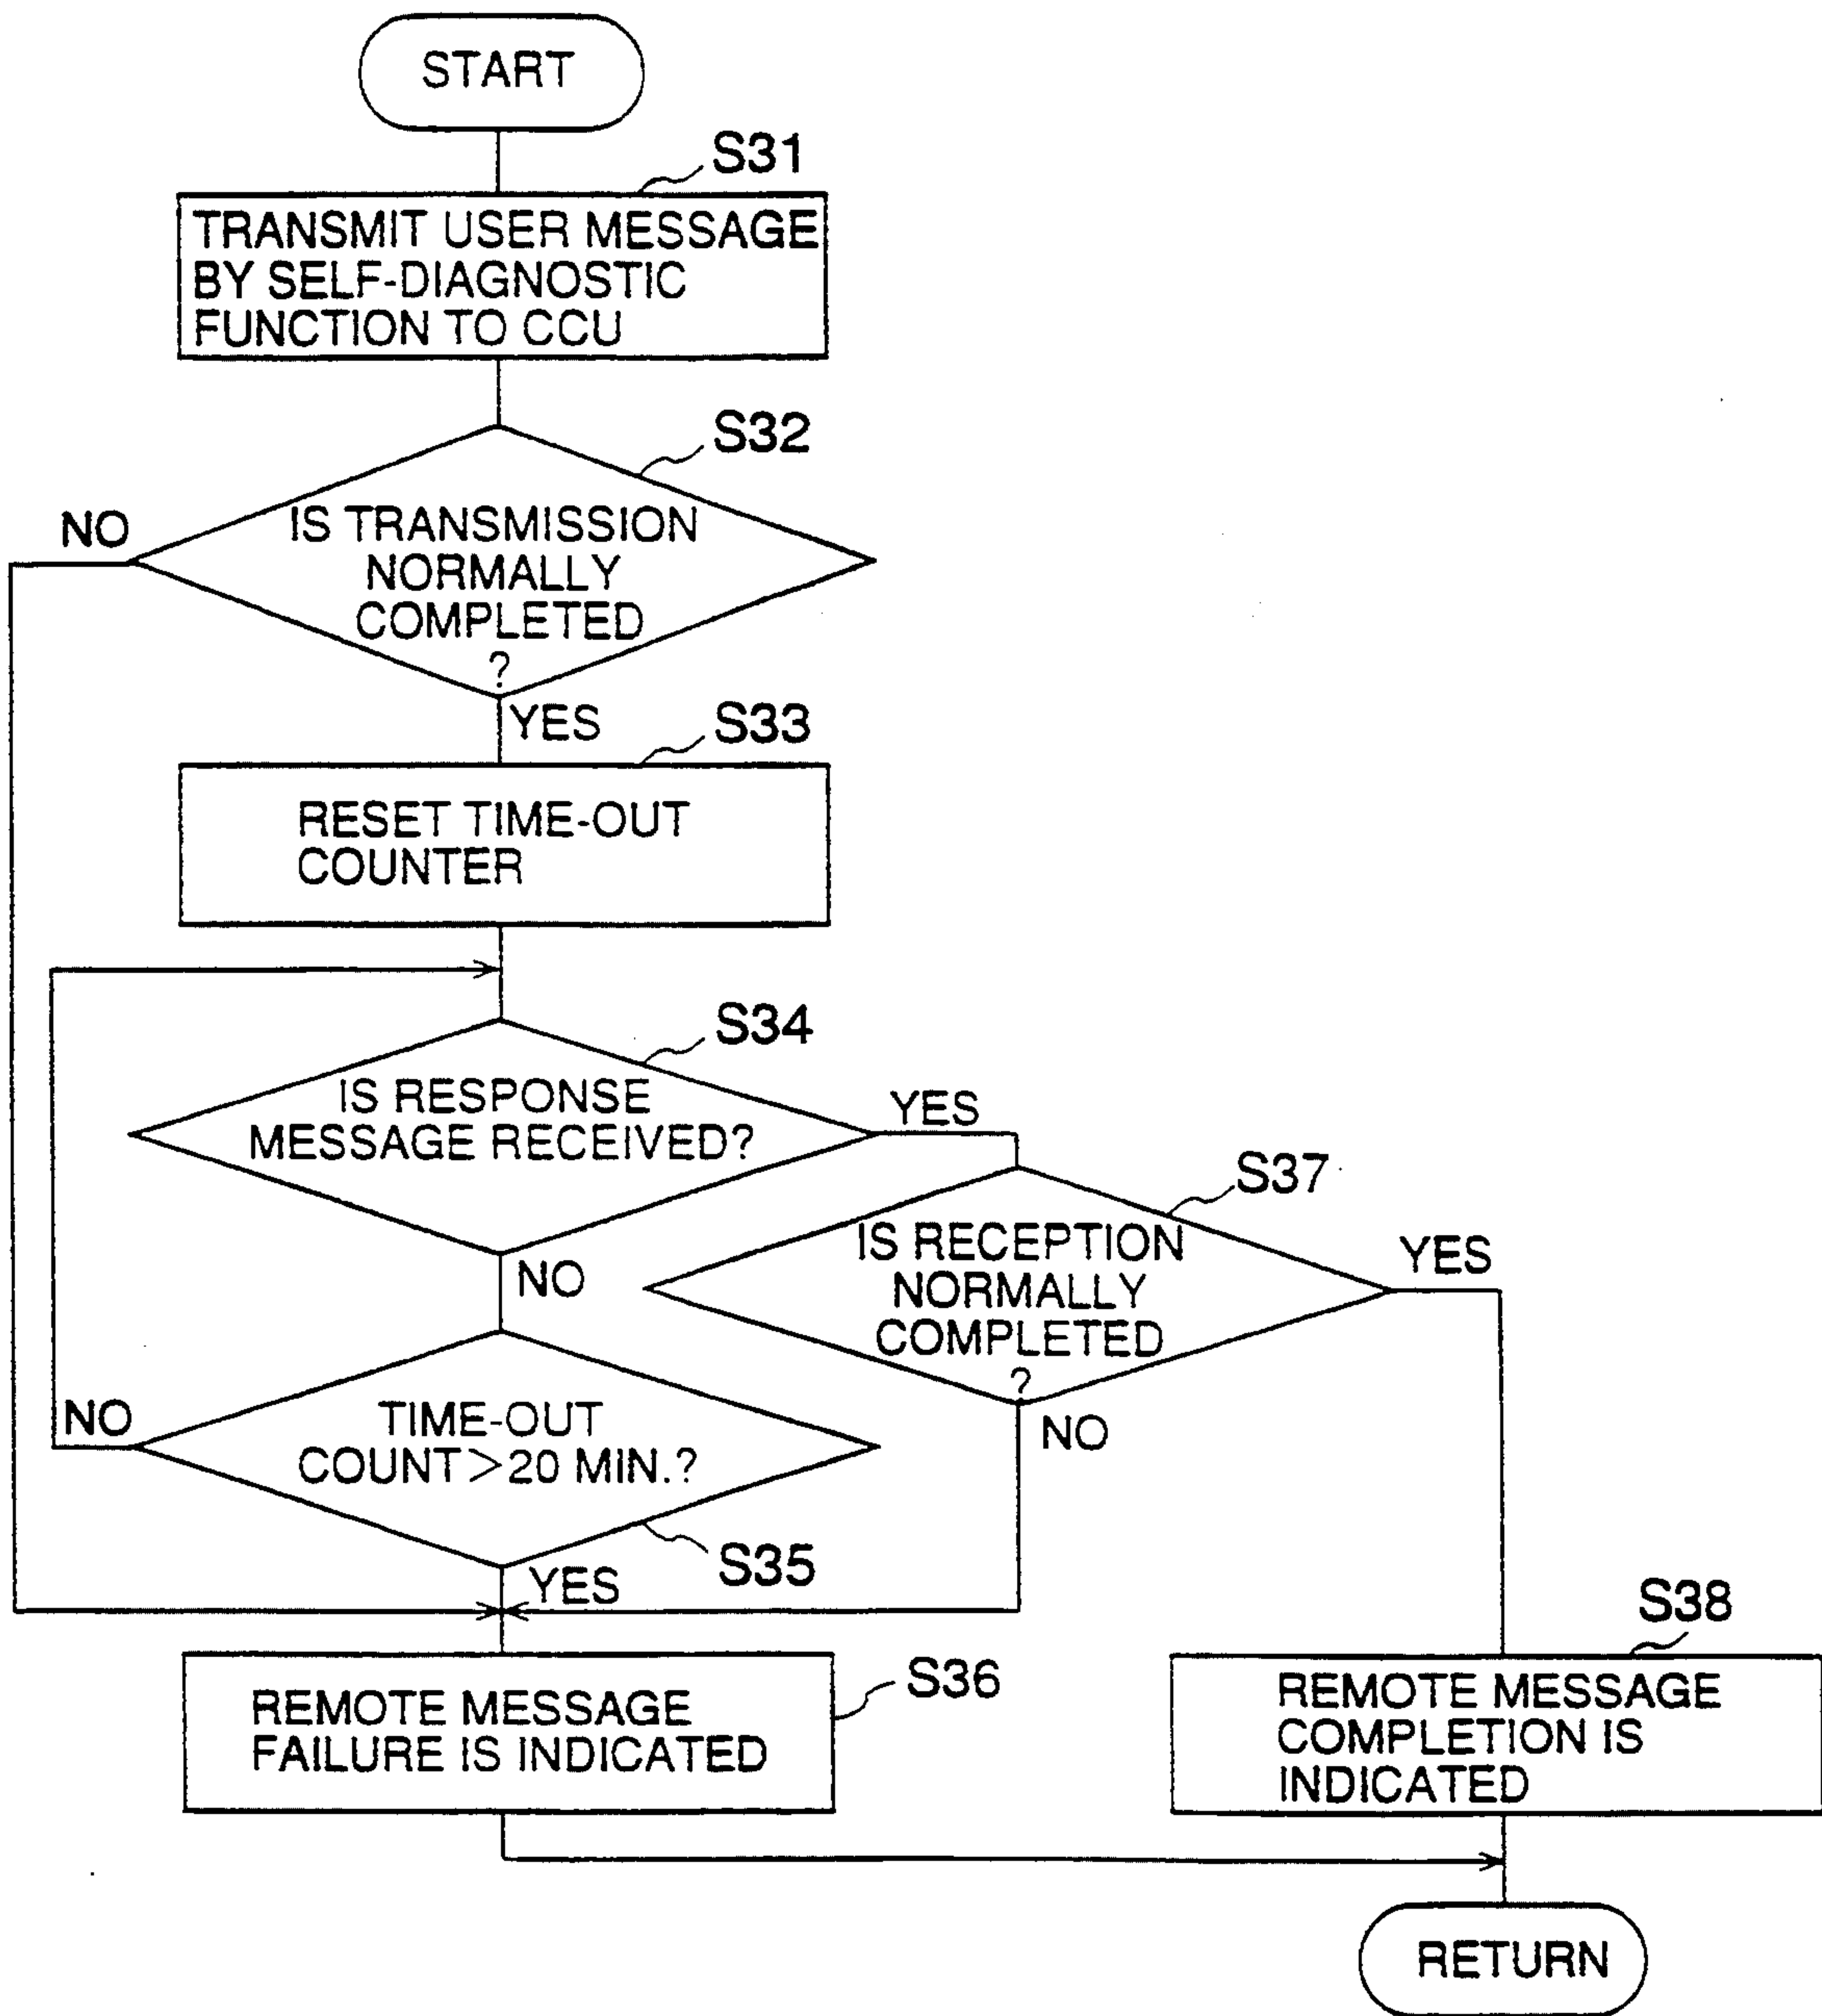 START
S31
TRANSMIT USER MESSAGE
BY SELF-DIAGNOSTIC
FUNCTION TO CCU
S32
NO
IS TRANSMISSION
NORMALLY
COMPLETED
?
YES
S33
RESET TIME-OUT
COUNTER
S34
IS RESPONSE
MESSAGE RECEIVED?
YES
NO
S37
IS RECEPTION
NORMALLY
COMPLETED
?
YES
NO
NO
TIME-OUT
COUNT>20 MIN.?
S35
YES
S36
REMOTE MESSAGE
FAILURE IS INDICATED
S38
REMOTE MESSAGE
COMPLETION IS
INDICATED
RETURN